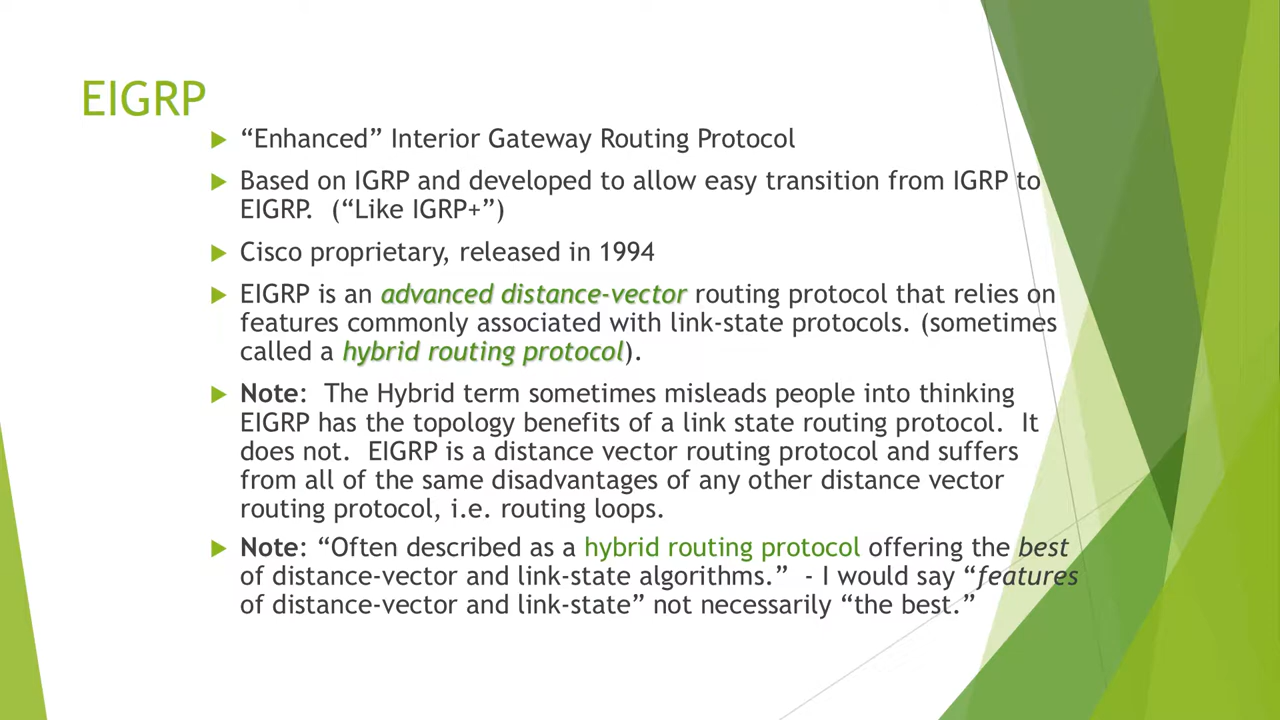 EIGRP
“Enhanced” Interior Gateway Routing Protocol
Based on IGRP and developed to allow easy transition from IGRP to
EIGRP.  (“Like IGRP+”)
Cisco proprietary, released in 1994
EIGRP is an advanced distance-vector routing protocol that relies on
features commonly associated with link-state protocols. (sometimes
called a hybrid routing protocol).
Note:  The Hybrid term sometimes misleads people into thinking
EIGRP has the topology benefits of a link state routing protocol.  It
does not.  EIGRP is a distance vector routing protocol and suffers
from all of the same disadvantages of any other distance vector
routing protocol, i.e. routing loops.
Note: “Often described as a hybrid routing protocol offering the best
of distance-vector and link-state algorithms.”  - I would say “features
of distance-vector and link-state” not necessarily “the best.”